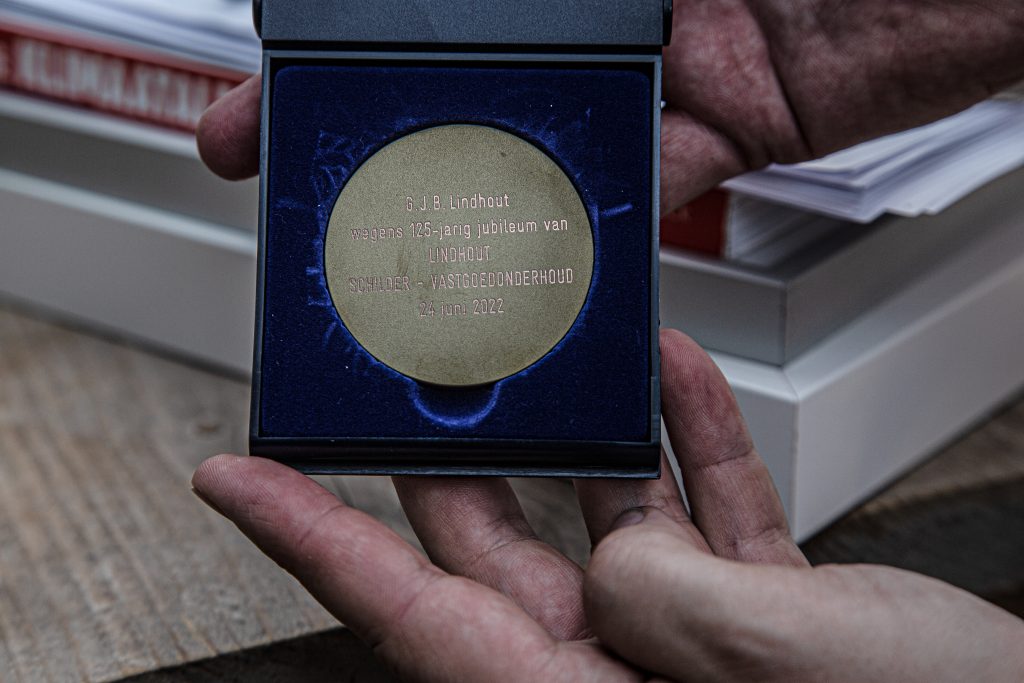 G.J.B. Lindhout
wegens 125-jarig jubileum van
LINDHOUT
SCHILDER - VASTGOEDONDERHOUD
24 juni 2022